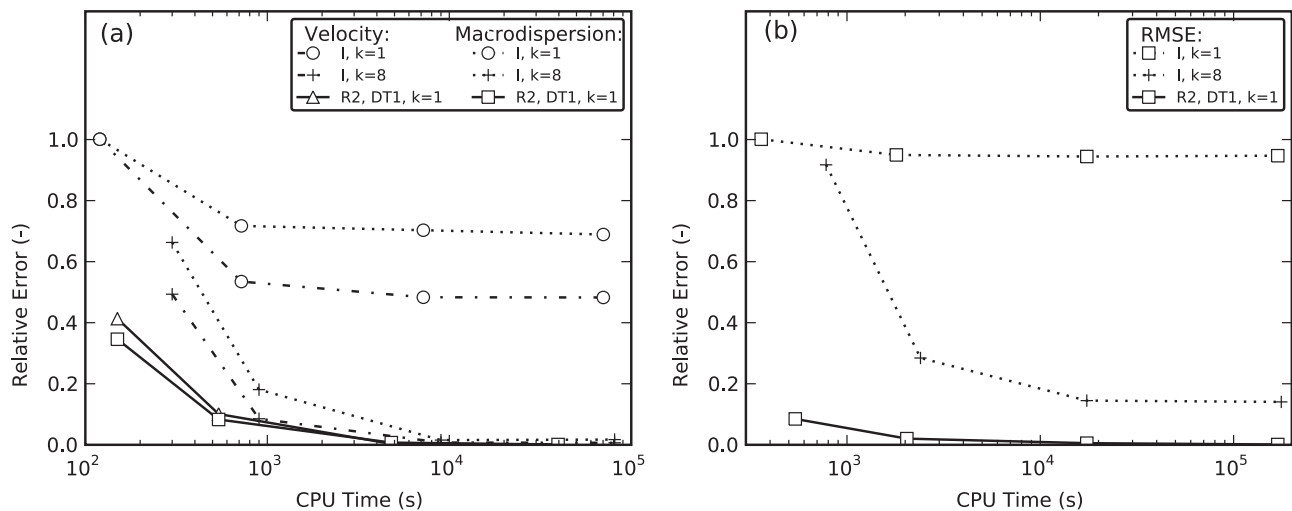 (a)
Velocity: Macrodispersion:
I, k=1 I, k=1
I, k=8 I, k=8
R2, DT1, k=1 R2, DT1, k=1
1.0
0.8
0.6
0.4
0.2
0.0
Relative Error (-)
10^2 10^3 10^4 10^5
CPU Time (s)
(b)
RMSE:
I, k=1
I, k=8
R2, DT1, k=1
1.0
0.8
0.6
0.4
0.2
0.0
Relative Error (-)
10^3 10^4 10^5
CPU Time (s)